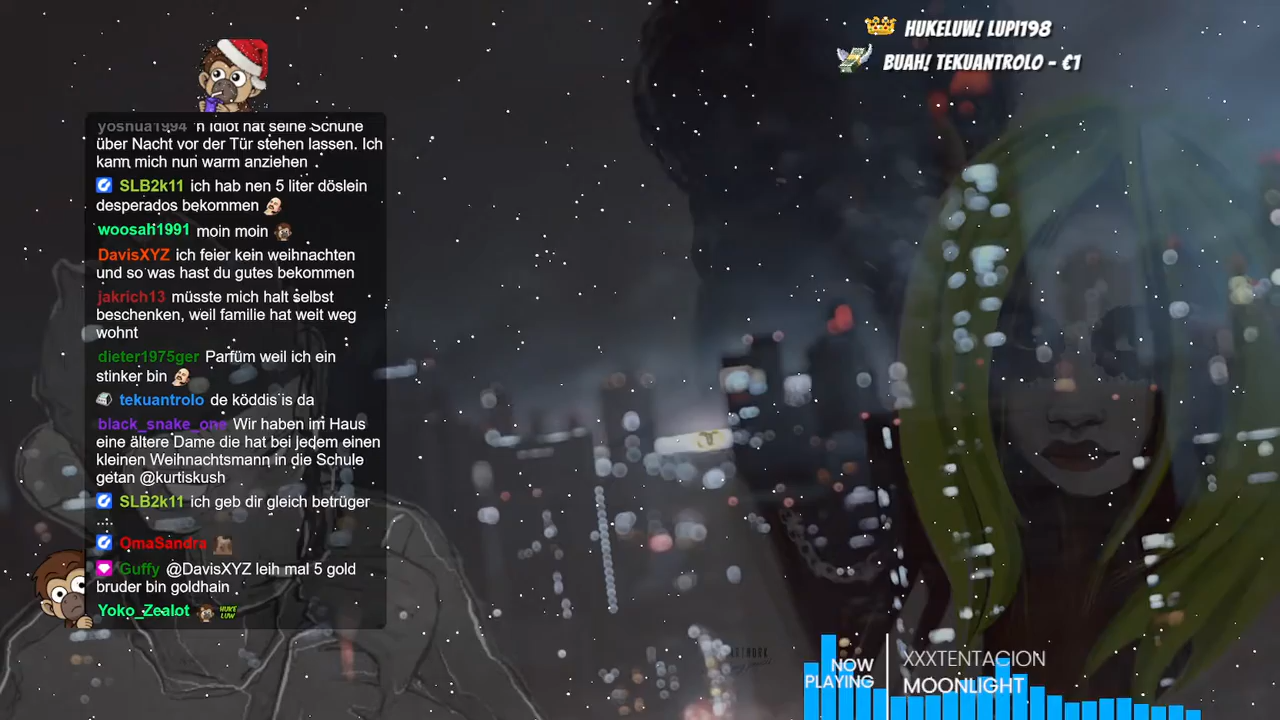 HUKELUW! LUPI198
BUAH! TEKUANTROLO - €1
yoshua1994 'n Idiot hat seine Schuhe
über Nacht vor der Tür stehen lassen. Ich
kann mich nun warm anziehen
SLB2k11 ich hab nen 5 liter döslein
desperados bekommen
woosah1991 moin moin
DavisXYZ ich feier kein weihnachten
und so was hast du gutes bekommen
jakrich13 müsste mich halt selbst
beschenken, weil familie hat weit weg
wohnt
dieter1975ger Parfüm weil ich ein
stinker bin
tekuantrolo de köddis is da
black_snake_one Wir haben im Haus
eine ältere Dame die hat bei jedem einen
kleinen Weihnachtsmann in die Schule
getan @kurtiskush
SLB2k11 ich geb dir gleich betrüger
....
OmaSandra
Guffy @DavisXYZ leih mal 5 gold
bruder bin goldhain
Yoko_Zealot HUKE
LUW
NOW
PLAYING
XXXTENTACION
MOONLIGHT